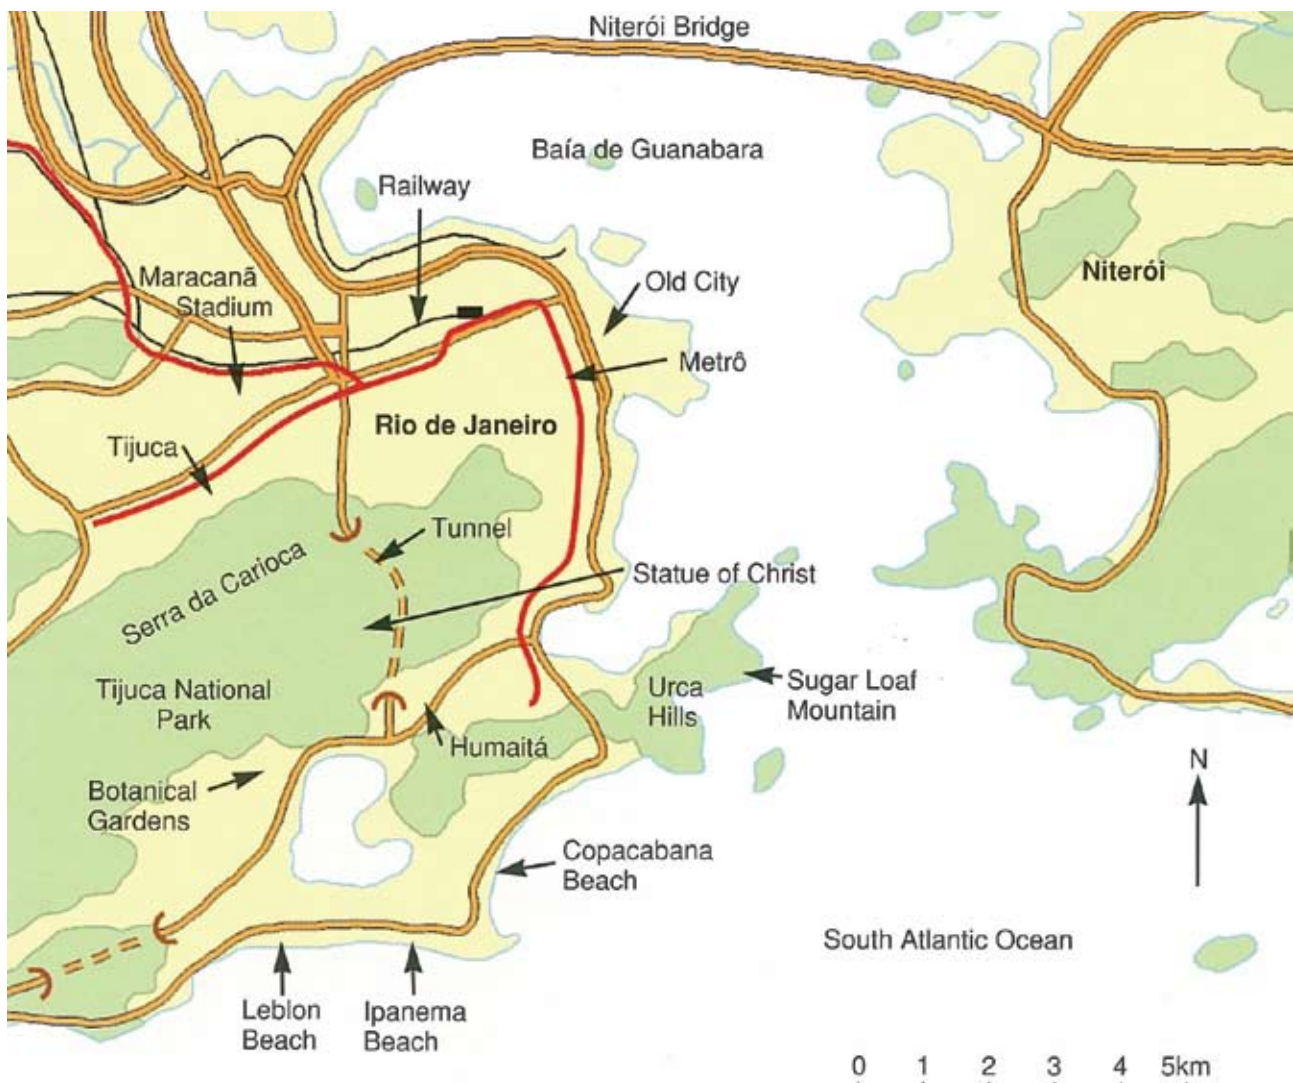 Niterói Bridge
Baía de Guanabara
Railway
Maracanã
Stadium
Old City
Niterói
Metrô
Rio de Janeiro
Tijuca
Tunnel
Serra da Carioca
Statue of Christ
Tijuca National
Park
Urca
Hills
Sugar Loaf
Mountain
Humaitá
N
Botanical
Gardens
Copacabana
Beach
South Atlantic Ocean
Leblon
Beach
Ipanema
Beach
0 1 2 3 4 5km